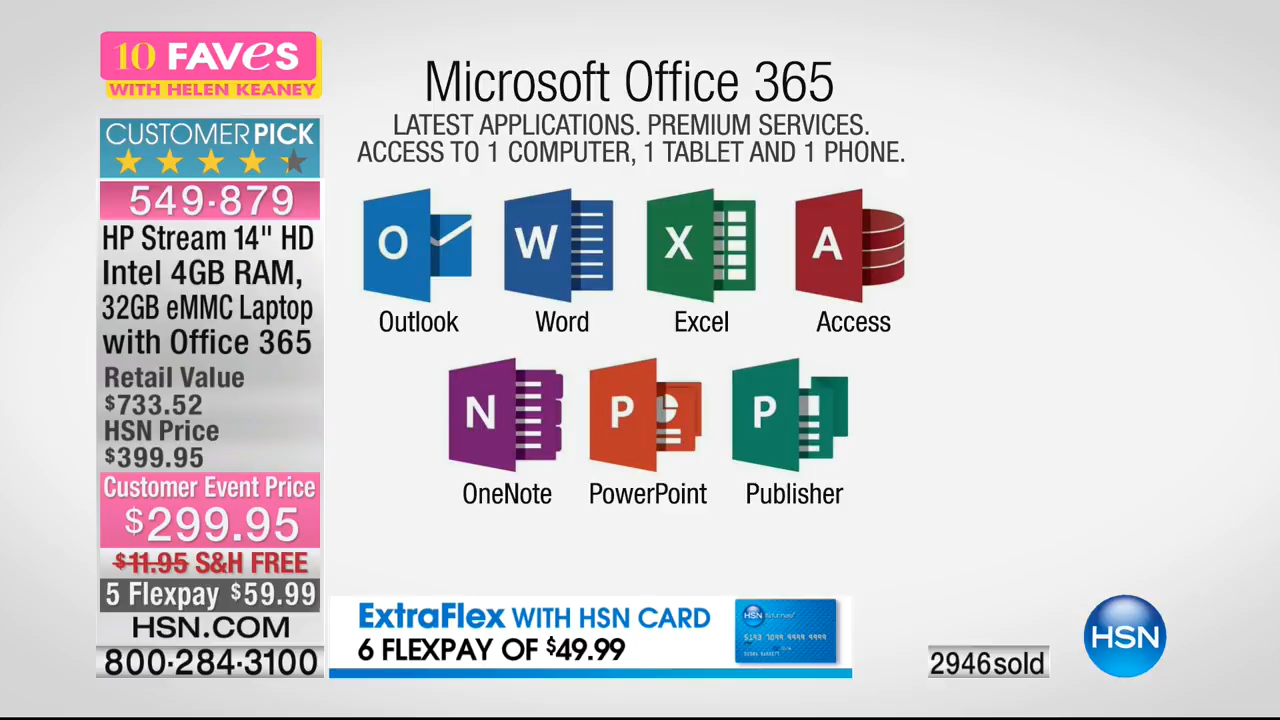 10 FAVeS
WITH HELEN KEANEY
CUSTOMERPICK
549·879
HP Stream 14" HD
Intel 4GB RAM,
32GB eMMC Laptop
with Office 365
Retail Value
$733.52
HSN Price
$399.95
Customer Event Price
$299.95
$11.95 S&H FREE
5 Flexpay $59.99
HSN.COM
800·284·3100
Microsoft Office 365
LATEST APPLICATIONS. PREMIUM SERVICES.
ACCESS TO 1 COMPUTER, 1 TABLET AND 1 PHONE.
O
W
X
A
Outlook
Word
Excel
Access
N
P
P
OneNote
PowerPoint
Publisher
ExtraFlex WITH HSN CARD
6 FLEXPAY OF $49.99
HSN
2946sold
HSN